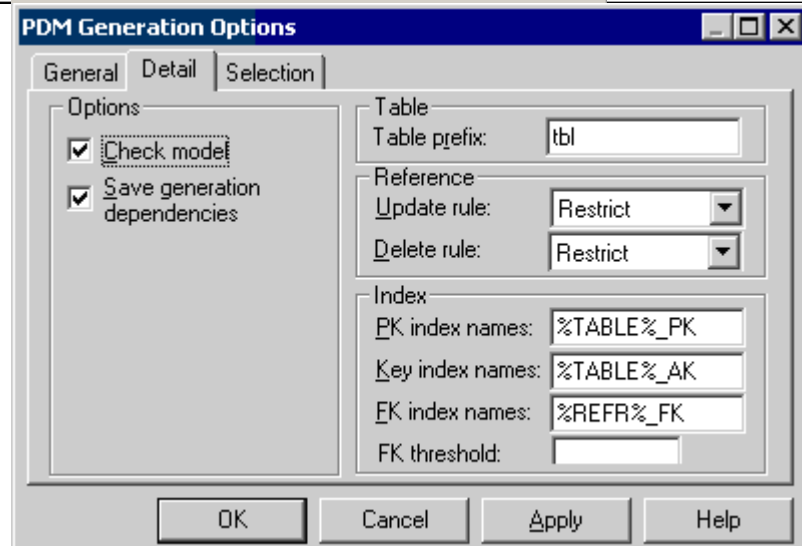 PDM Generation Options
General Detail Selection
Options
Check model
Save generation
dependencies
Table
Table prefix: tbl
Reference
Update rule: Restrict
Delete rule: Restrict
Index
PK index names: %TABLE%_PK
Key index names: %TABLE%_AK
FK index names: %REFR%_FK
FK threshold:
OK Cancel Apply Help